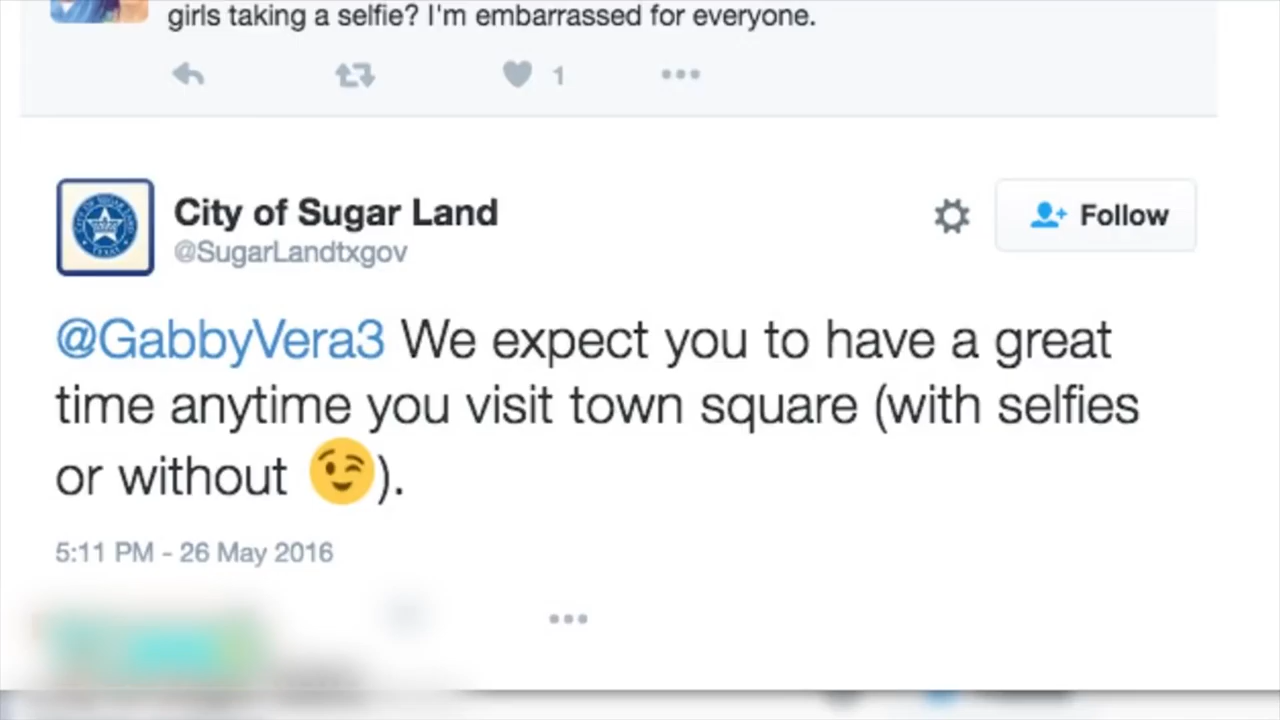 girls taking a selfie? I'm embarrassed for everyone.
1
City of Sugar Land
@SugarLandtxgov
Follow
@GabbyVera3 We expect you to have a great
time anytime you visit town square (with selfies
or without 😉).
5:11 PM - 26 May 2016